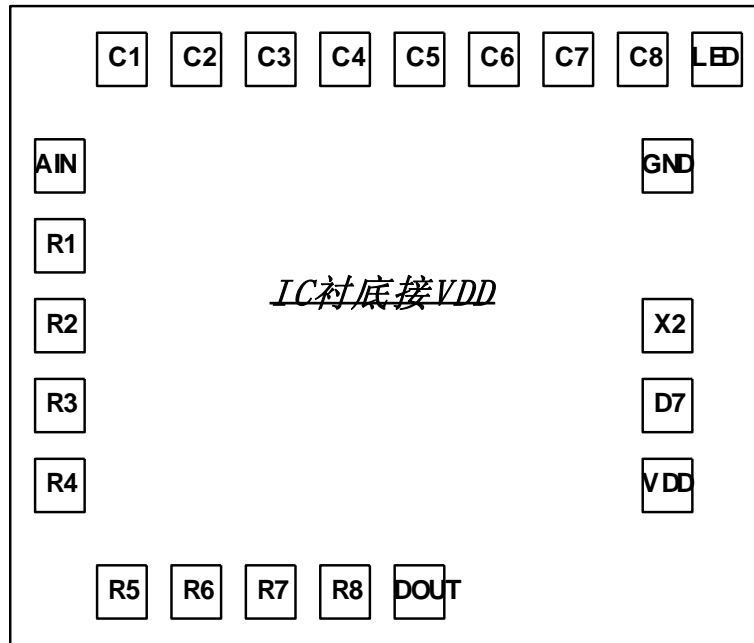 C1 C2 C3 C4 C5 C6 C7 C8 LED
AIN GND
R1
IC衬底接VDD
R2 X2
R3 D7
R4 VDD
R5 R6 R7 R8 DOUT